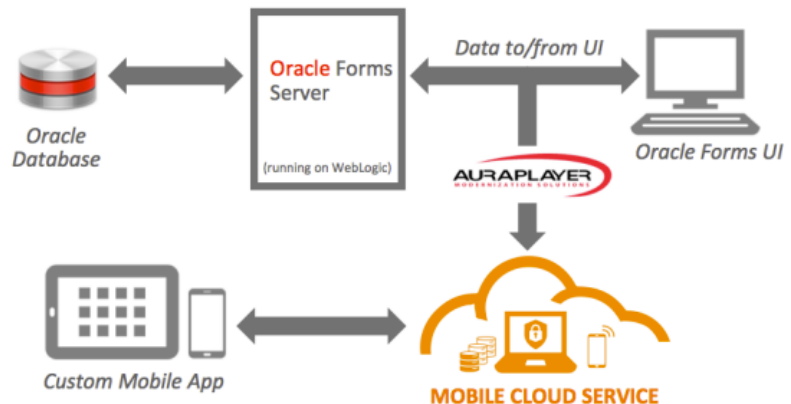 Oracle
Database
Oracle Forms
Server
(running on WebLogic)
Data to/from UI
Oracle Forms UI
AURAPLAYER
MODERNIZATION SOLUTIONS
Custom Mobile App
MOBILE CLOUD SERVICE